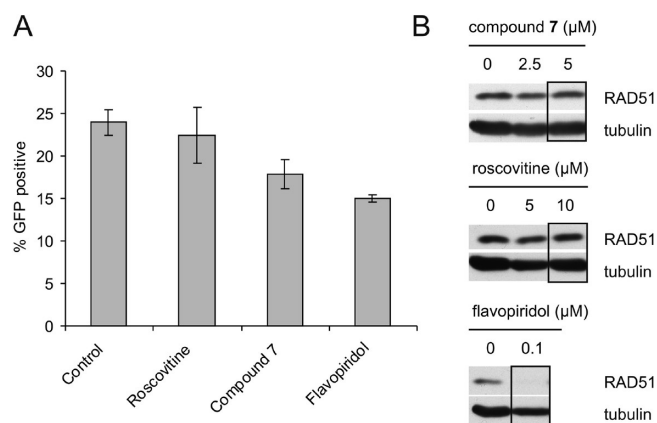 A
30
25
20
15
10
5
0
% GFP positive
Control
Roscovitine
Compound 7
Flavopiridol
B
compound 7 (µM)
0 2.5 5
RAD51
tubulin
roscovitine (µM)
0 5 10
RAD51
tubulin
flavopiridol (µM)
0 0.1
RAD51
tubulin